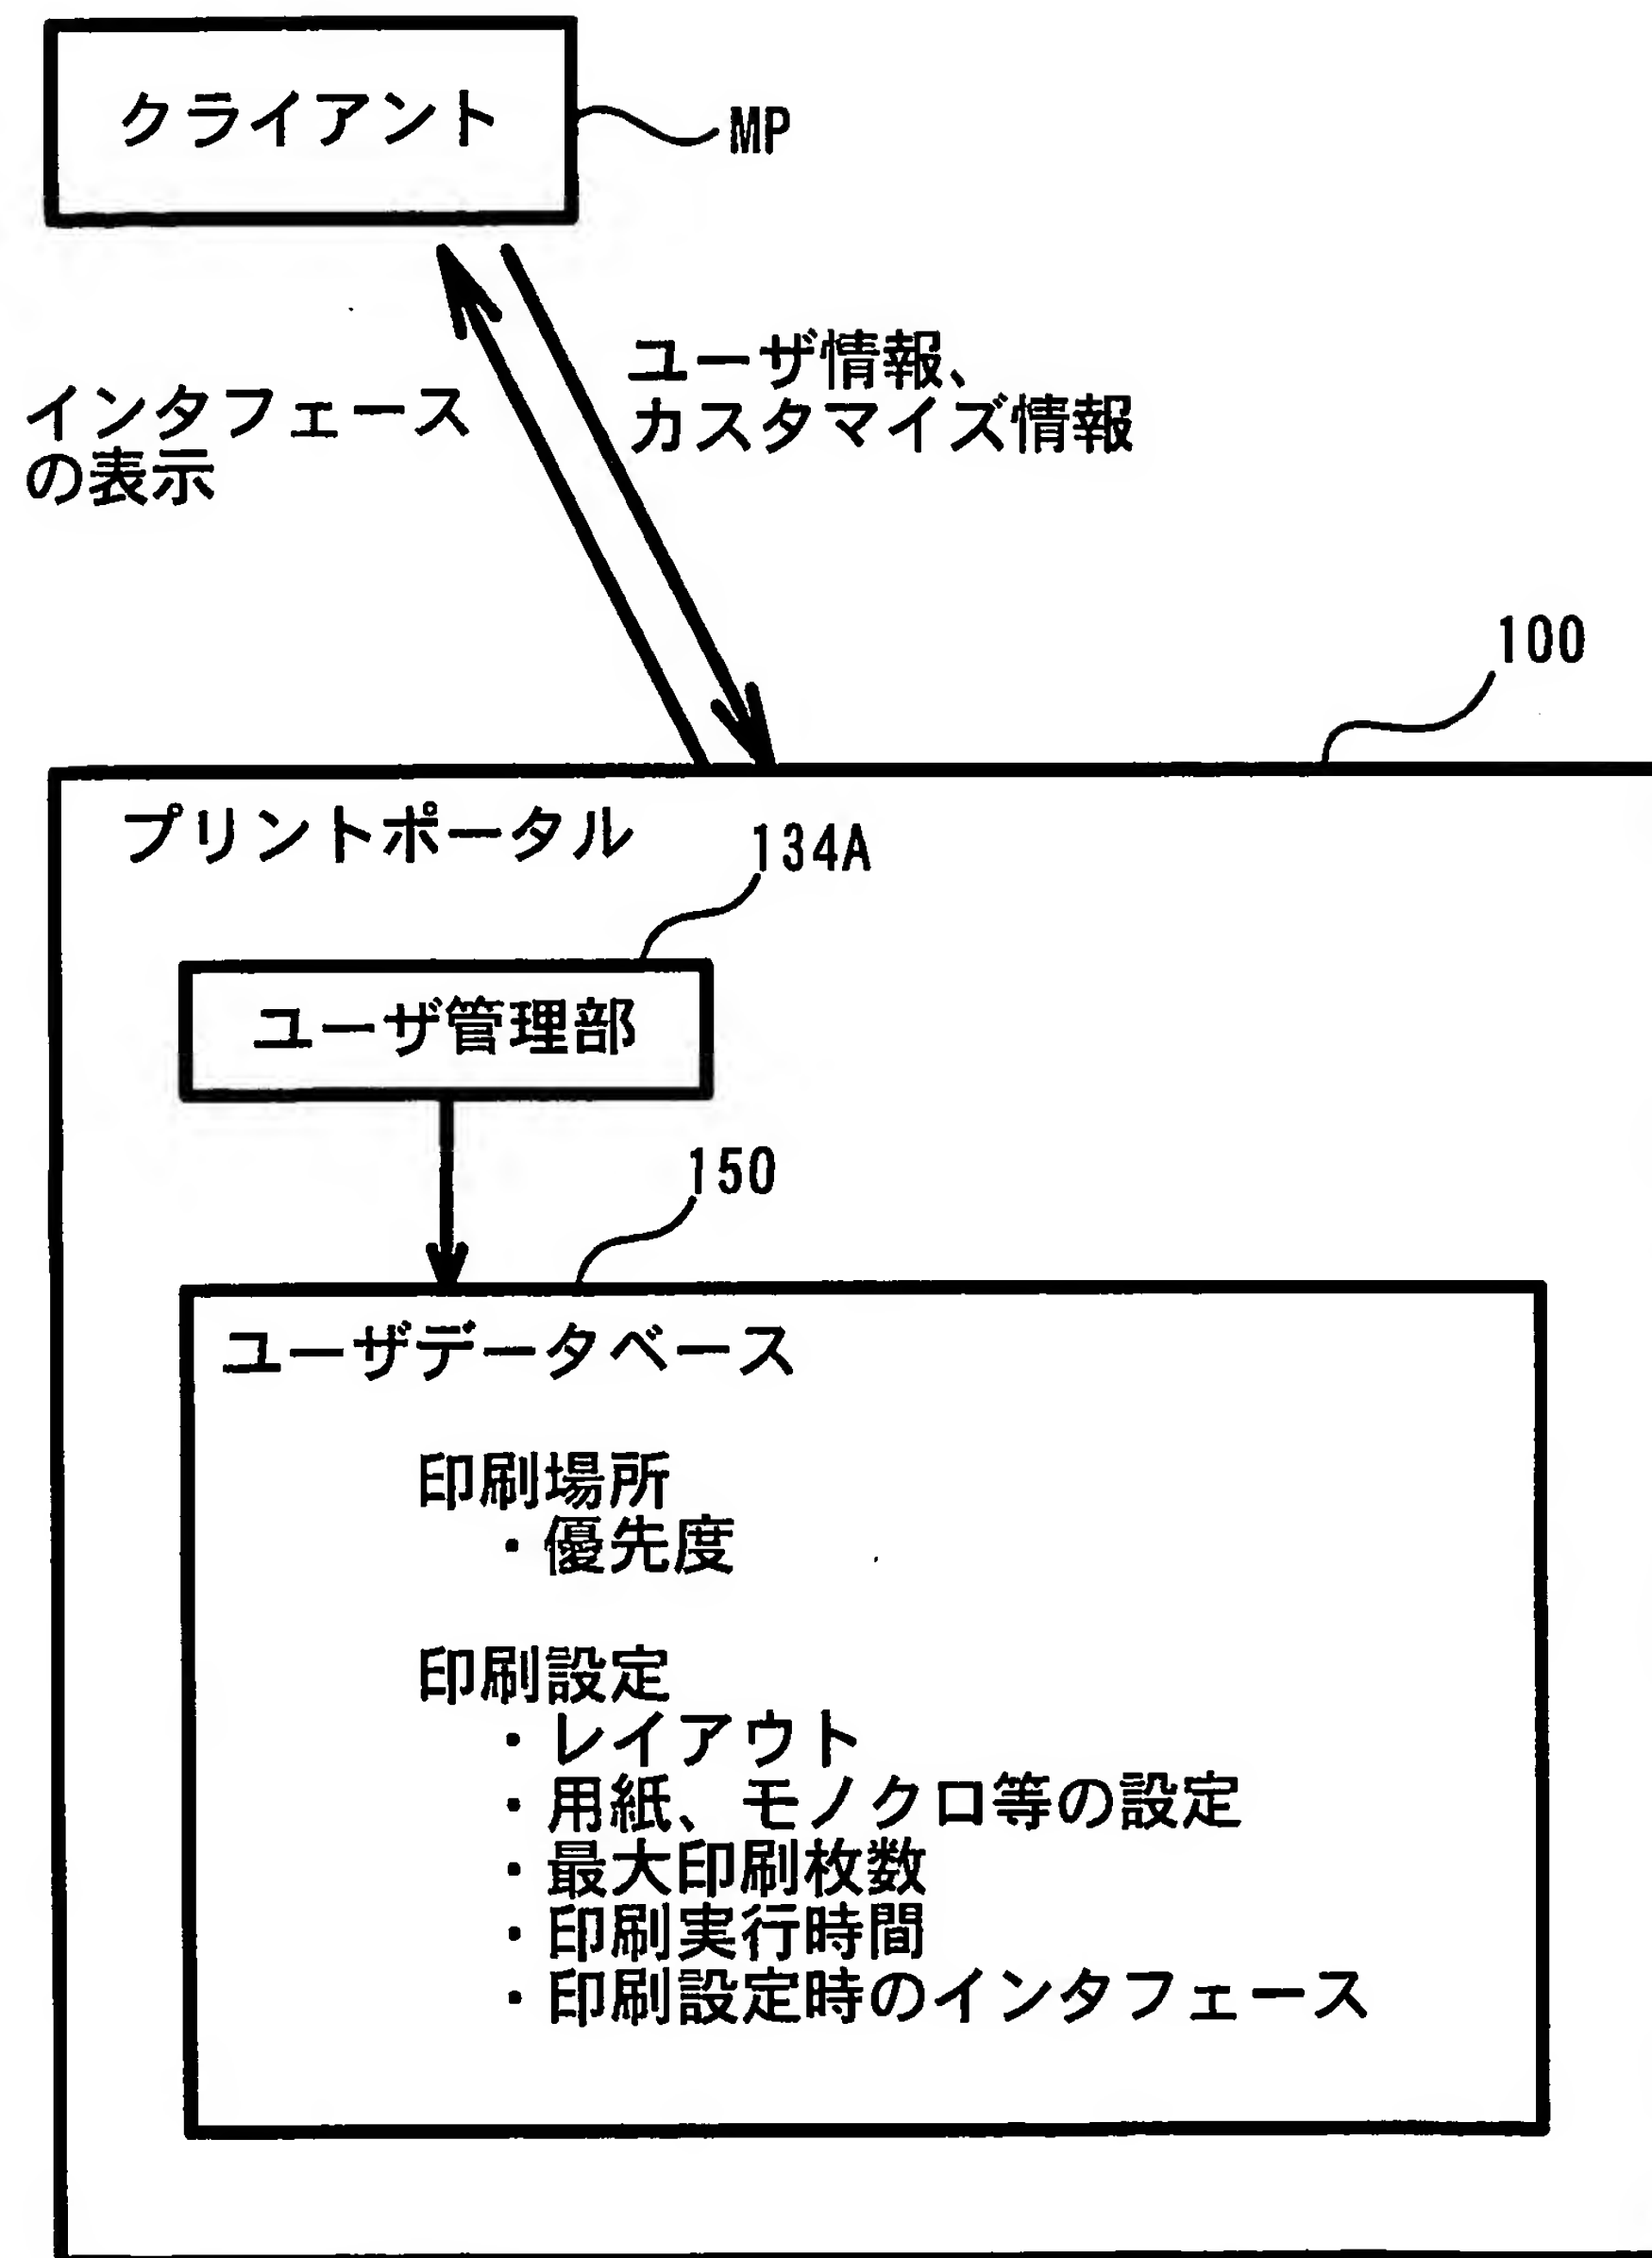 クライアント
MP
ユーザ情報、
カスタマイズ情報
インタフェース
の表示
100
プリントポータル
134A
ユーザ管理部
150
ユーザデータベース
印刷場所
・優先度
印刷設定
・レイアウト
・用紙、モノクロ等の設定
・最大印刷枚数
・印刷実行時間
・印刷設定時のインタフェース